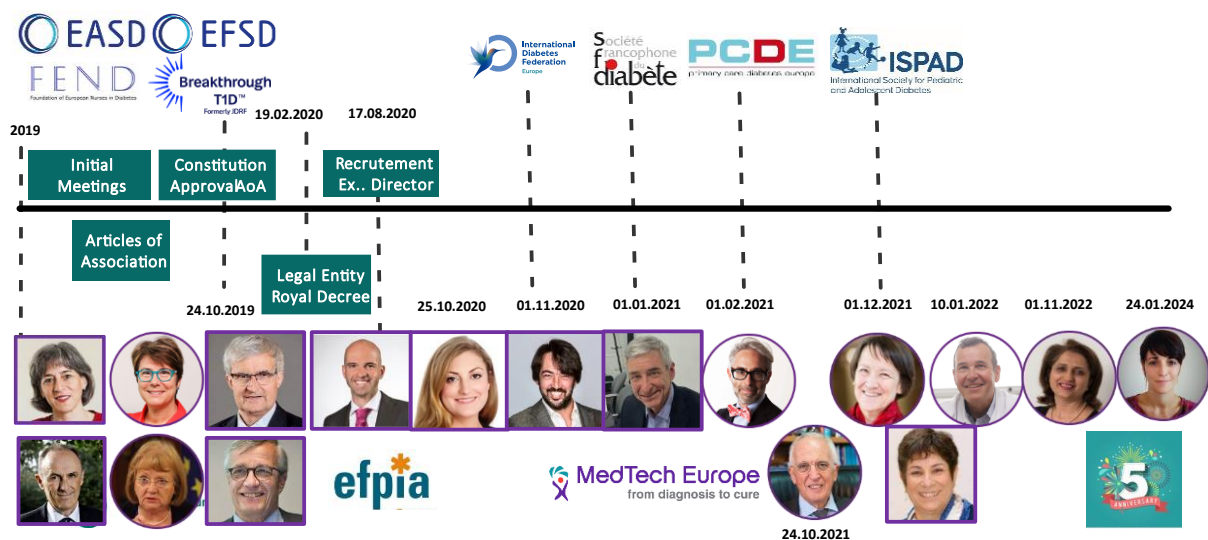 EASD EFSD
FEND
Foundation of European Nurses in Diabetes
Breakthrough
T1D™
Formerly JDRF
International
Diabetes
Federation
Europe
Société
francophone
du
diabète
PCDE
primary care diabetes europe
ISPAD
International Society for Pediatric
and Adolescent Diabetes
2019
19.02.2020
17.08.2020
Initial
Meetings
Constitution
ApprovalAoA
Recrutement
Ex.. Director
Articles of
Association
Legal Entity
Royal Decree
24.10.2019
25.10.2020
01.11.2020
01.01.2021
01.02.2021
01.12.2021
10.01.2022
01.11.2022
24.01.2024
efpia
MedTech Europe
from diagnosis to cure
5
ANNIVERSARY
24.10.2021